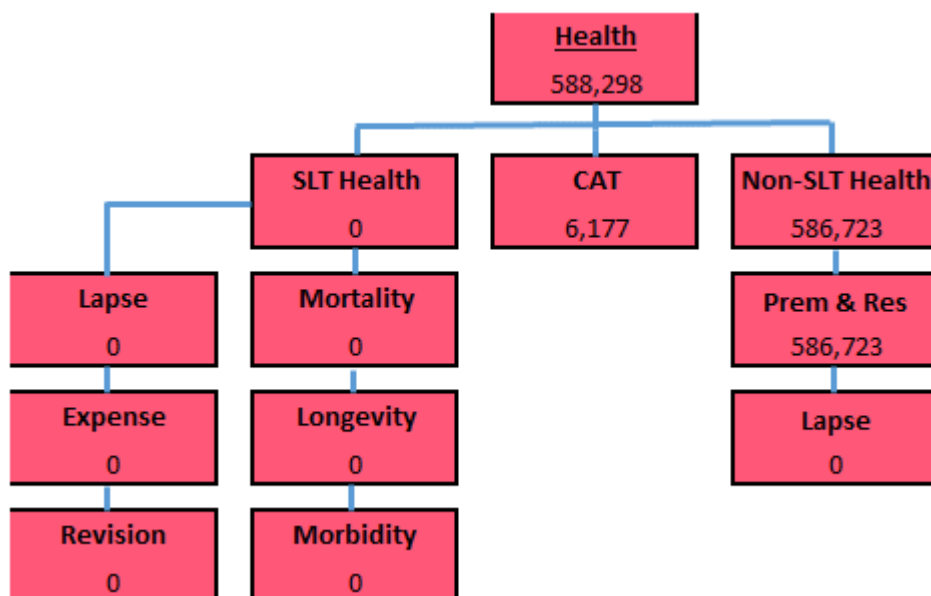 Health
588,298
SLT Health
0
CAT
6,177
Non-SLT Health
586,723
Lapse
0
Mortality
0
Prem & Res
586,723
Expense
0
Longevity
0
Lapse
0
Revision
0
Morbidity
0